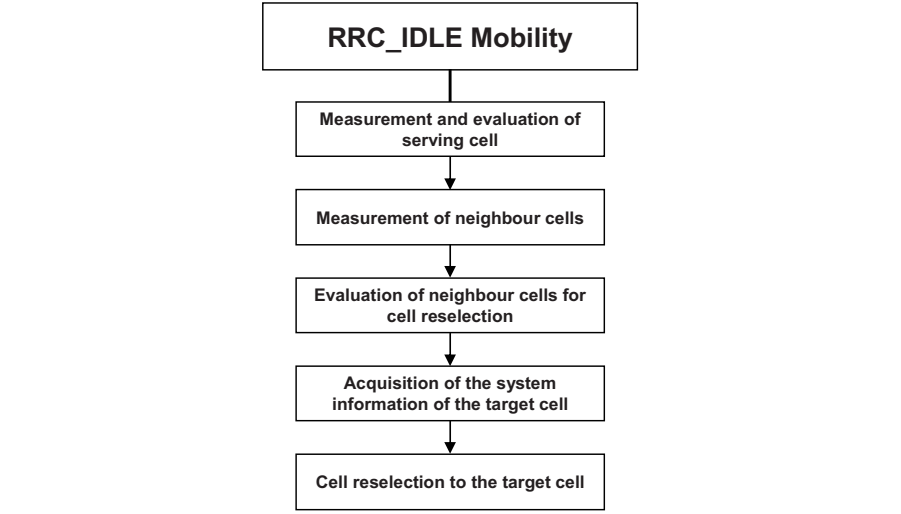 RRC_IDLE Mobility
Measurement and evaluation of
serving cell
Measurement of neighbour cells
Evaluation of neighbour cells for
cell reselection
Acquisition of the system
information of the target cell
Cell reselection to the target cell